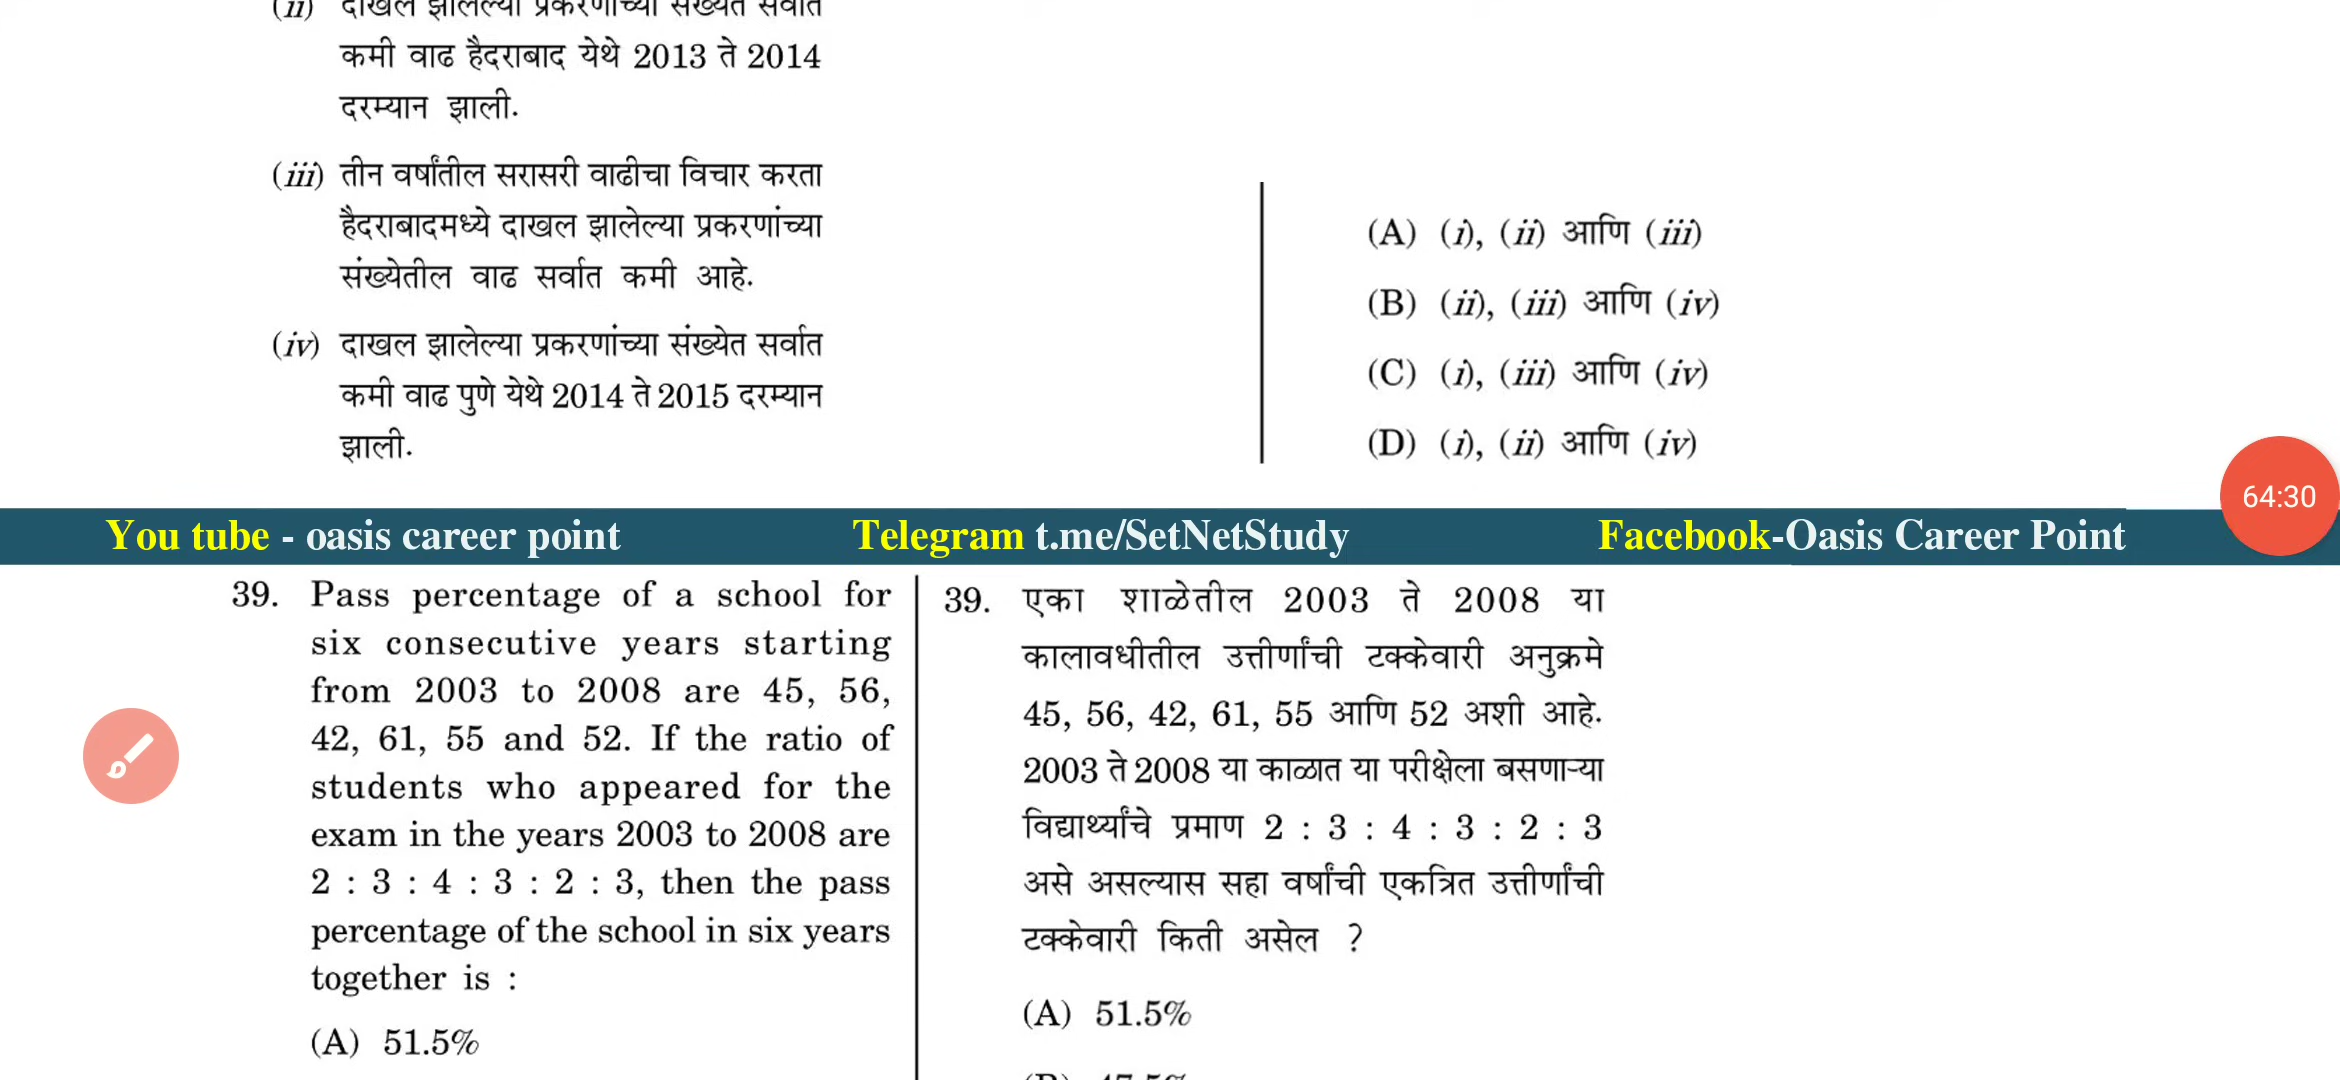 (ii) दाखल झालेल्या प्रकरणांच्या संख्येत सर्वात
कमी वाढ हैदराबाद येथे 2013 ते 2014
दरम्यान झाली.
(iii) तीन वर्षांतील सरासरी वाढीचा विचार करता
हैदराबादमध्ये दाखल झालेल्या प्रकरणांच्या
संख्येतील वाढ सर्वात कमी आहे.
(iv) दाखल झालेल्या प्रकरणांच्या संख्येत सर्वात
कमी वाढ पुणे येथे 2014 ते 2015 दरम्यान
झाली.
(A) (i), (ii) आणि (iii)
(B) (ii), (iii) आणि (iv)
(C) (i), (iii) आणि (iv)
(D) (i), (ii) आणि (iv)
64:30
You tube - oasis career point Telegram t.me/SetNetStudy Facebook-Oasis Career Point
39. Pass percentage of a school for
six consecutive years starting
from 2003 to 2008 are 45, 56,
42, 61, 55 and 52. If the ratio of
students who appeared for the
exam in the years 2003 to 2008 are
2 : 3 : 4 : 3 : 2 : 3, then the pass
percentage of the school in six years
together is :
(A) 51.5%
39. एका शाळेतील 2003 ते 2008 या
कालावधीतील उत्तीर्णांची टक्केवारी अनुक्रमे
45, 56, 42, 61, 55 आणि 52 अशी आहे.
2003 ते 2008 या काळात या परीक्षेला बसणाऱ्या
विद्यार्थ्यांचे प्रमाण 2 : 3 : 4 : 3 : 2 : 3
असे असल्यास सहा वर्षांची एकत्रित उत्तीर्णांची
टक्केवारी किती असेल ?
(A) 51.5%